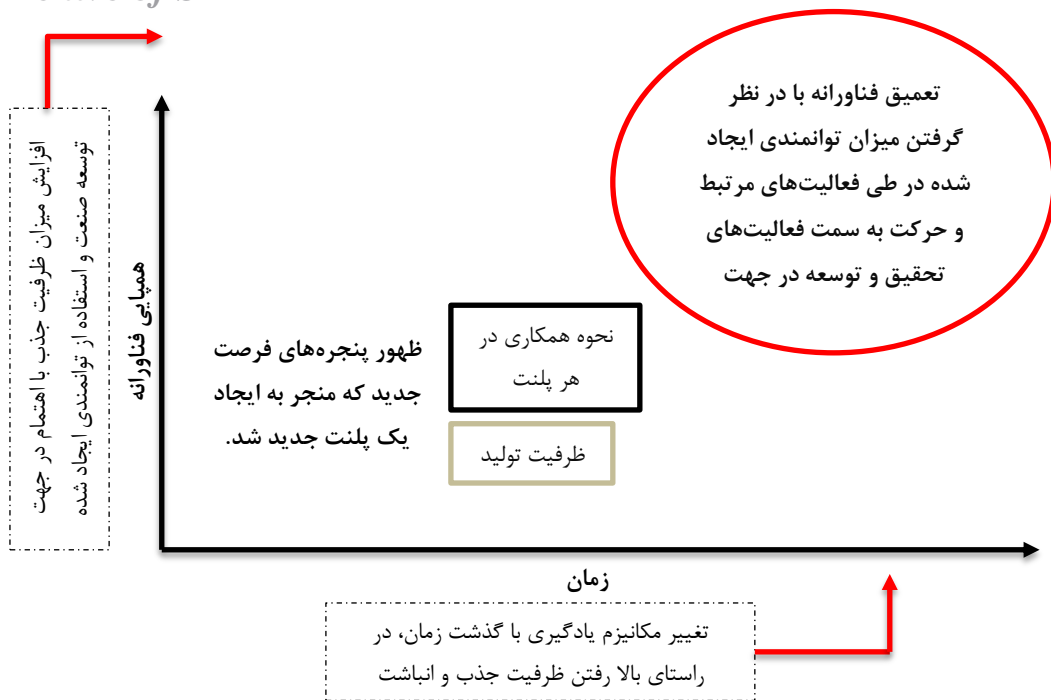 تعمیق فناورانه با در نظر
گرفتن میزان توانمندی ایجاد
شده در طی فعالیت‌های مرتبط
و حرکت به سمت فعالیت‌های
تحقیق و توسعه در جهت
افزایش میزان ظرفیت جذب با اهتمام در جهت
توسعه صنعت و استفاده از توانمندی ایجاد شده
همپایی فناورانه
ظهور پنجره‌های فرصت
جدید که منجر به ایجاد
یک پلنت جدید شد.
نحوه همکاری در
هر پلنت
ظرفیت تولید
زمان
تغییر مکانیزم یادگیری با گذشت زمان، در
راستای بالا رفتن ظرفیت جذب و انباشت